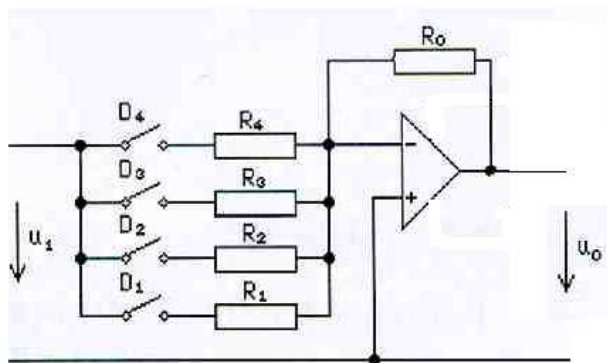 R₀
D₄
R₄
D₃
R₃
D₂
R₂
D₁
R₁
u₁
u₀
-
+